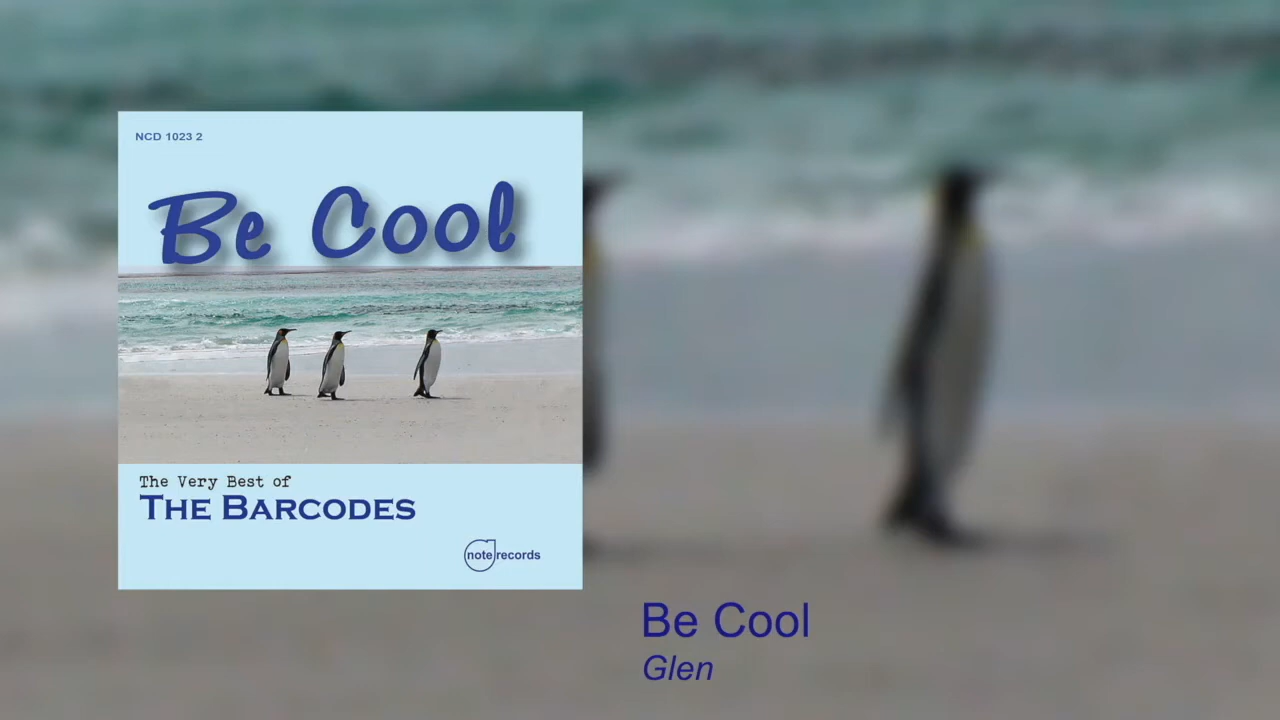 NCD 1023 2
Be Cool
The Very Best of
THE BARCODES
note records
Be Cool
Glen